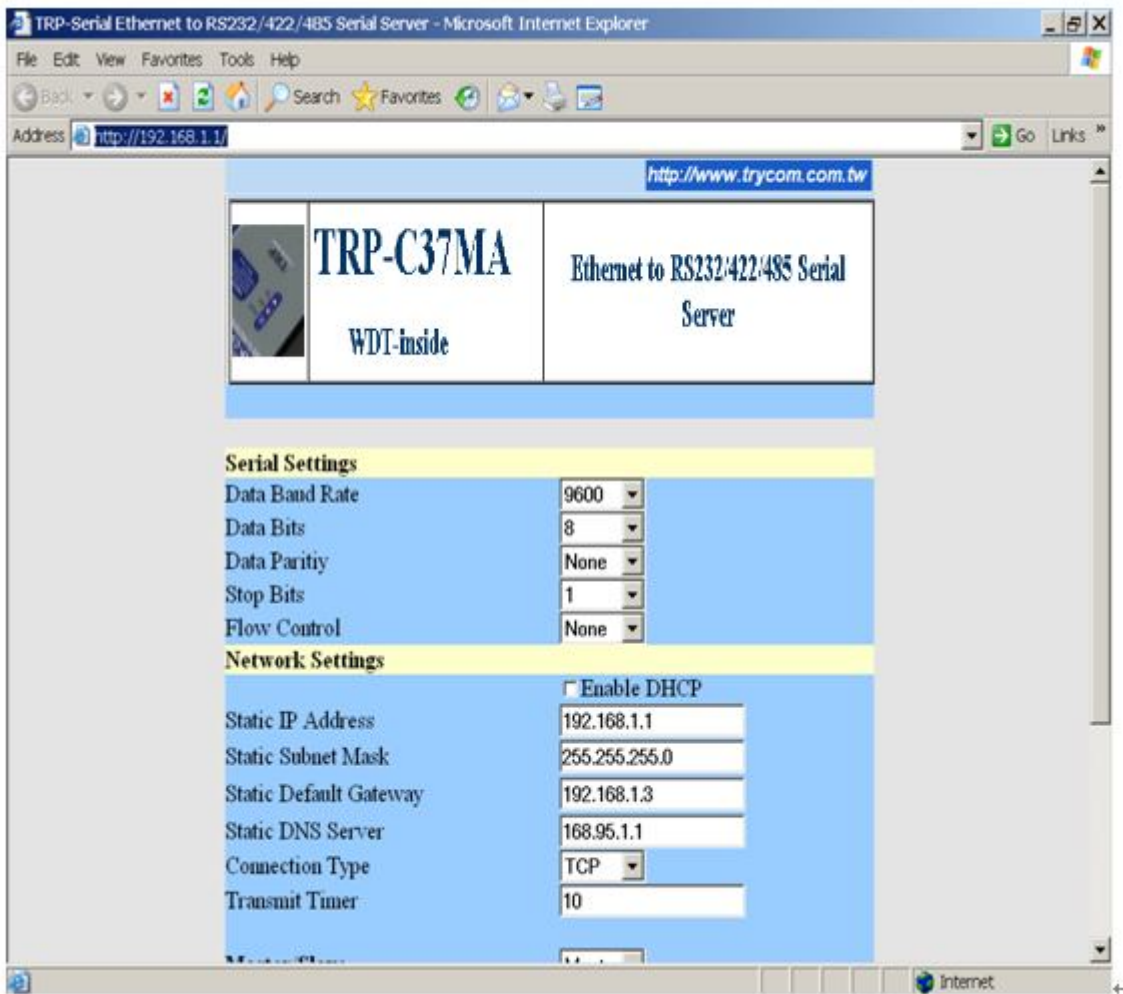 TRP-Serial Ethernet to RS232/422/485 Serial Server - Microsoft Internet Explorer
File Edit View Favorites Tools Help
Back Search Favorites
Address http://192.168.1.1/ Go Links »
http://www.trycom.com.tw
TRP-C37MA
WDT-inside
Ethernet to RS232/422/485 Serial
Server
Serial Settings
Data Baud Rate 9600
Data Bits 8
Data Paritiy None
Stop Bits 1
Flow Control None
Network Settings
Enable DHCP
Static IP Address 192.168.1.1
Static Subnet Mask 255.255.255.0
Static Default Gateway 192.168.1.3
Static DNS Server 168.95.1.1
Connection Type TCP
Transmit Timer 10
Internet